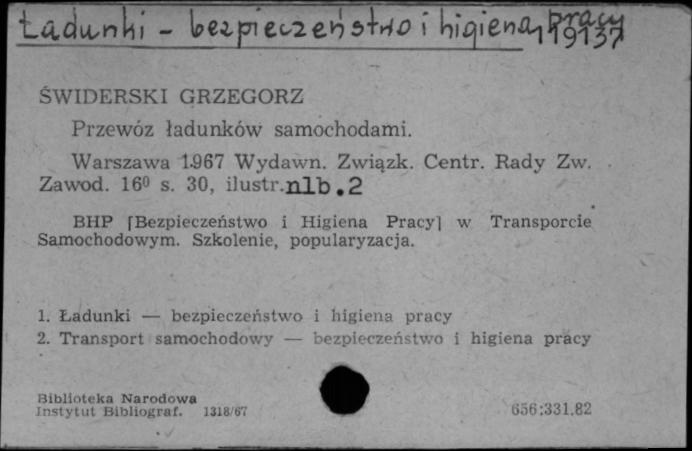 Ładunki - bezpieczeństwo i higiena pracy
119137
ŚWIDERSKI GRZEGORZ
Przewóz ładunków samochodami.
Warszawa 1967 Wydawn. Związk. Centr. Rady Zw.
Zawod. 16⁰ s. 30, ilustr. nlb.2
BHP [Bezpieczeństwo i Higiena Pracy] w Transporcie
Samochodowym. Szkolenie, popularyzacja.
1. Ładunki — bezpieczeństwo i higiena pracy
2. Transport samochodowy — bezpieczeństwo i higiena pracy
Biblioteka Narodowa
Instytut Bibliograf. 1318/67
656:331.82